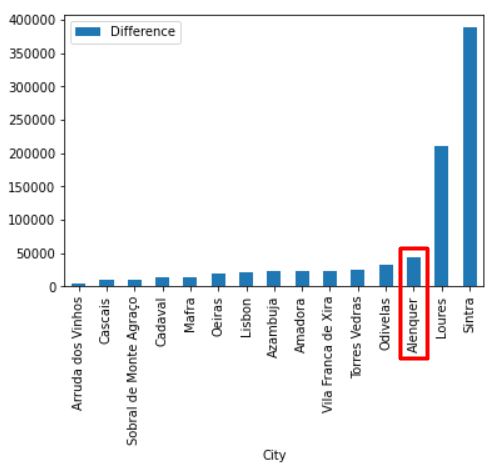 400000
350000
300000
250000
200000
150000
100000
50000
0
Difference
Arruda dos Vinhos
Cascais
Sobral de Monte Agraço
Cadaval
Mafra
Oeiras
Lisbon
Azambuja
Amadora
Vila Franca de Xira
Torres Vedras
Odivelas
Alenquer
Loures
Sintra
City